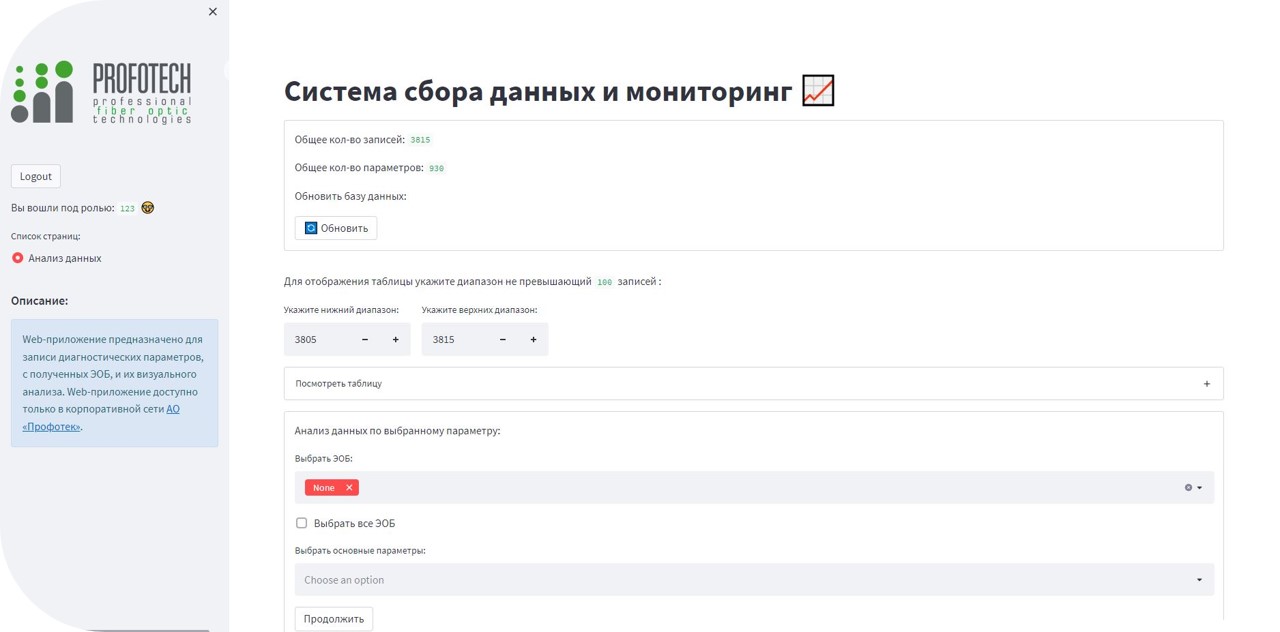 PROFOTECH
professional
fiber optic
technologies
Logout
Вы вошли под ролью: 123
Список страниц:
Анализ данных
Описание:
Web-приложение предназначено для
записи диагностических параметров,
с полученных ЭОБ, и их визуального
анализа. Web-приложение доступно
только в корпоративной сети АО
«Профотек».
Система сбора данных и мониторинг
Общее кол-во записей: 3815
Общее кол-во параметров: 930
Обновить базу данных:
Обновить
Для отображения таблицы укажите диапазон не превышающий 100 записей :
Укажите нижний диапазон: Укажите верхних диапазон:
3805 − + 3815 − +
Посмотреть таблицу +
Анализ данных по выбранному параметру:
Выбрать ЭОБ:
None ×
Выбрать все ЭОБ
Выбрать основные параметры:
Choose an option
Продолжить